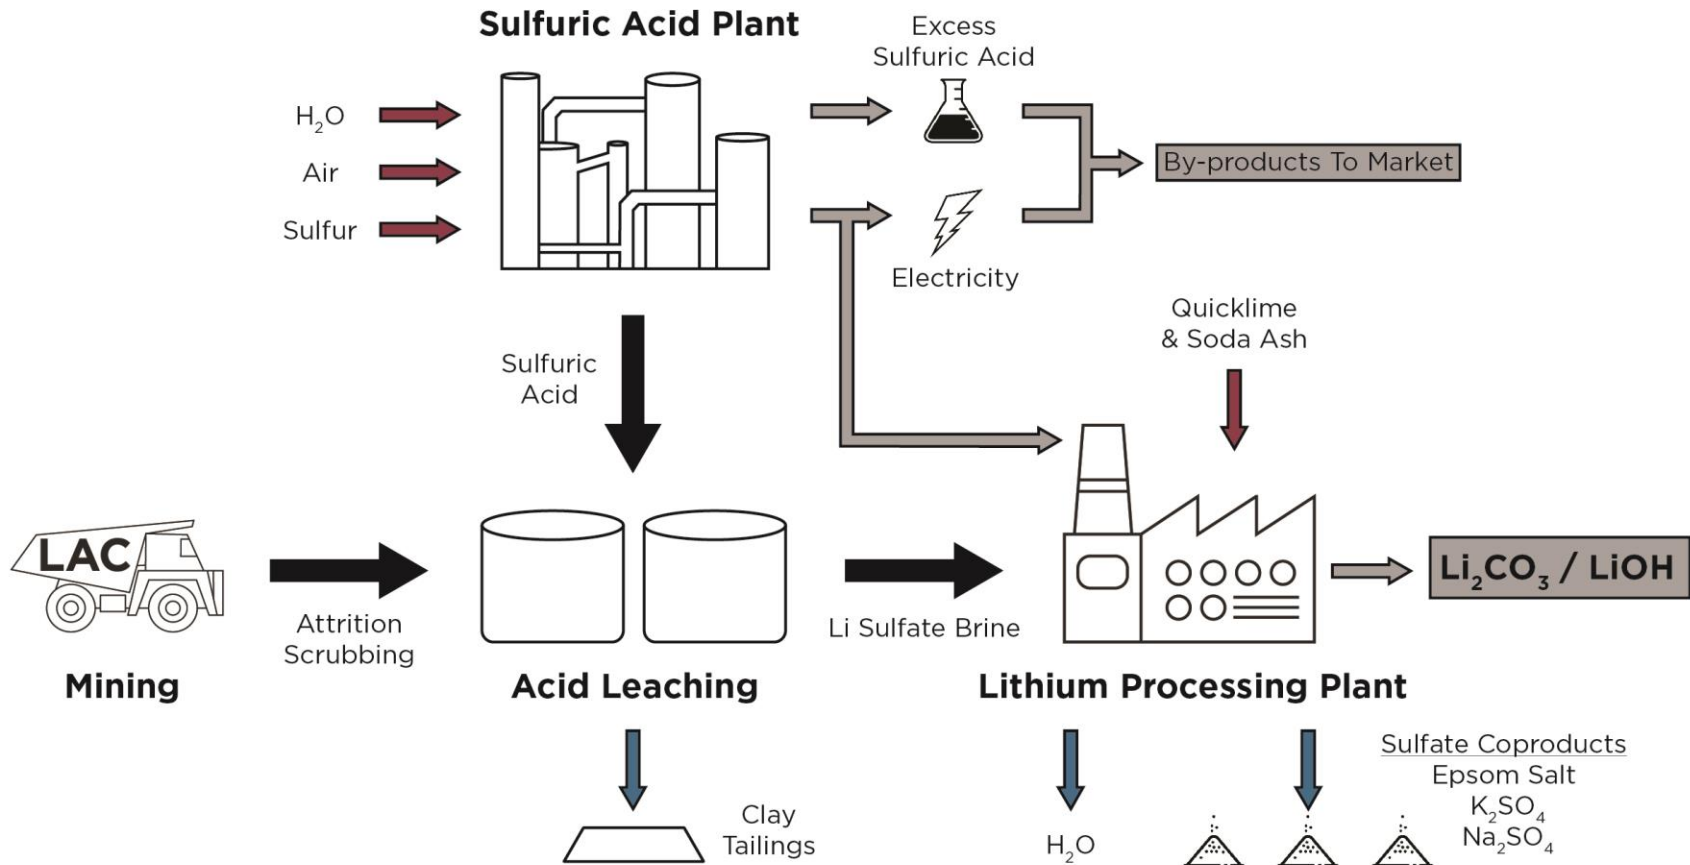 Sulfuric Acid Plant
H₂O
Air
Sulfur
Excess
Sulfuric Acid
Electricity
By-products To Market
Sulfuric
Acid
Quicklime
& Soda Ash
LAC
Attrition
Scrubbing
Li Sulfate Brine
Li₂CO₃ / LiOH
Mining
Acid Leaching
Lithium Processing Plant
Clay
Tailings
H₂O
Sulfate Coproducts
Epsom Salt
K₂SO₄
Na₂SO₄